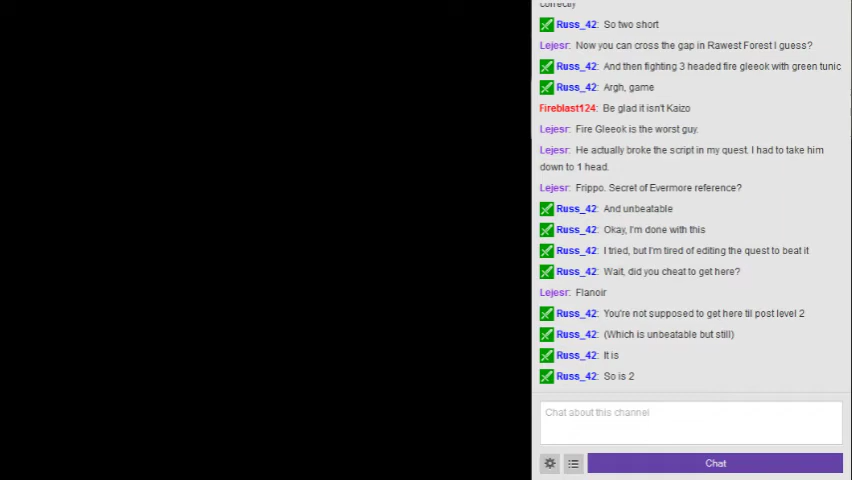 correctly
Russ_42: So two short
Lejesr: Now you can cross the gap in Rawest Forest I guess?
Russ_42: And then fighting 3 headed fire gleeok with green tunic
Russ_42: Argh, game
Fireblast124: Be glad it isn't Kaizo
Lejesr: Fire Gleeok is the worst guy.
Lejesr: He actually broke the script in my quest. I had to take him
down to 1 head.
Lejesr: Frippo. Secret of Evermore reference?
Russ_42: And unbeatable
Russ_42: Okay, I'm done with this
Russ_42: I tried, but I'm tired of editing the quest to beat it
Russ_42: Wait, did you cheat to get here?
Lejesr: Flanoir
Russ_42: You're not supposed to get here til post level 2
Russ_42: (Which is unbeatable but still)
Russ_42: It is
Russ_42: So is 2
Chat about this channel
Chat